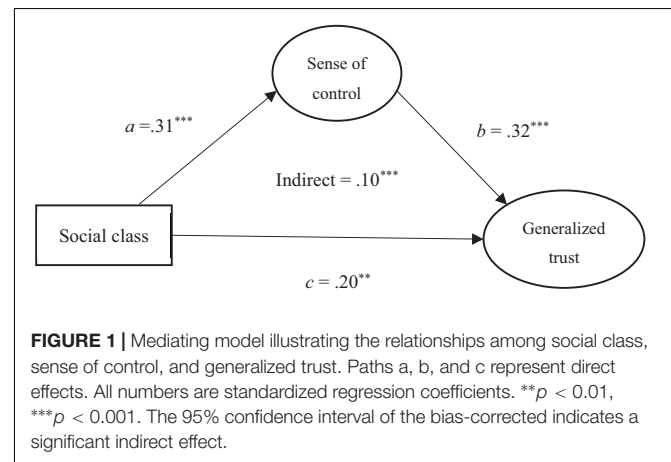 Sense of
control
a =.31***
b = .32***
Indirect = .10***
Social class
Generalized
trust
c = .20**
FIGURE 1 | Mediating model illustrating the relationships among social class,
sense of control, and generalized trust. Paths a, b, and c represent direct
effects. All numbers are standardized regression coefficients. **p < 0.01,
***p < 0.001. The 95% confidence interval of the bias-corrected indicates a
significant indirect effect.